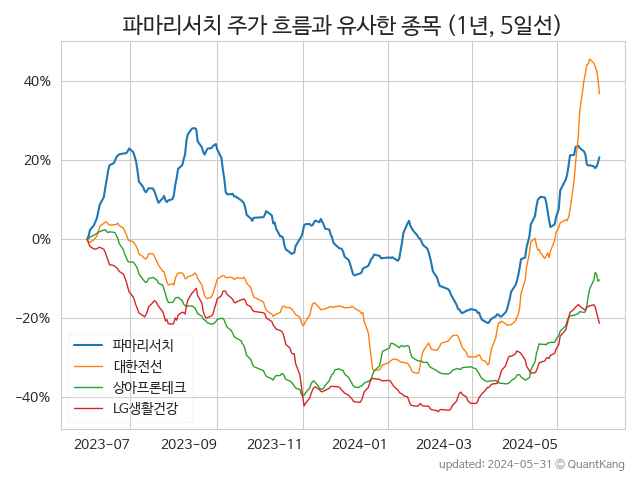 파마리서치 주가 흐름과 유사한 종목 (1년, 5일선)
40%
20%
0%
−20%
−40%
파마리서치
대한전선
상아프론테크
LG생활건강
2023-07 2023-09 2023-11 2024-01 2024-03 2024-05
updated: 2024-05-31 ⓒ QuantKang